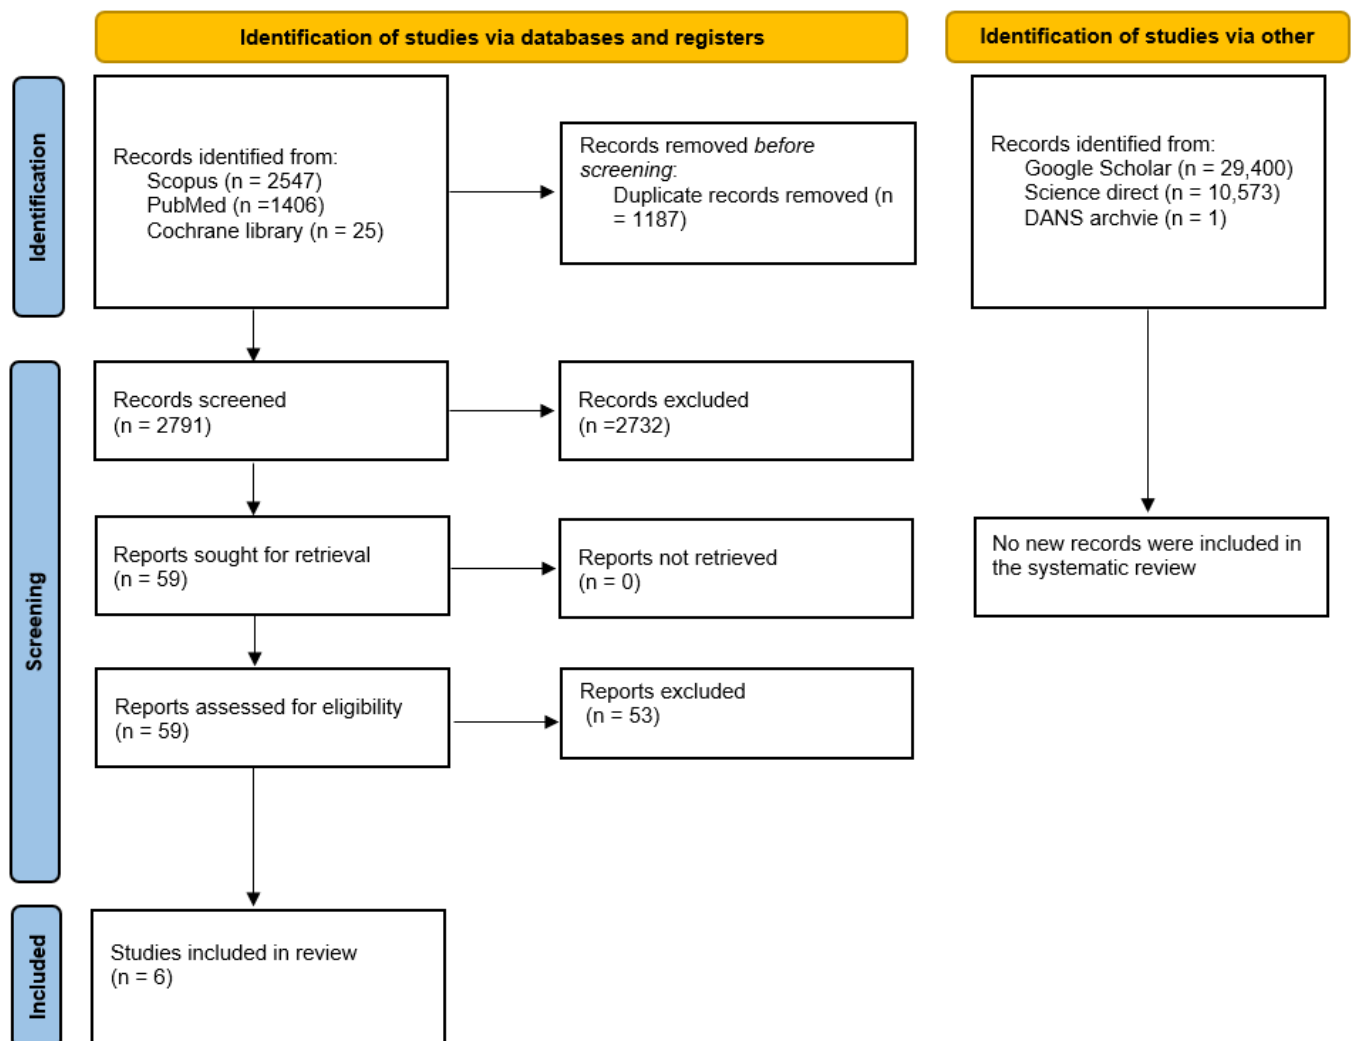 Identification of studies via databases and registers
Identification of studies via other
Identification
Records identified from:
Scopus (n = 2547)
PubMed (n =1406)
Cochrane library (n = 25)
Records removed before
screening:
Duplicate records removed (n
= 1187)
Records identified from:
Google Scholar (n = 29,400)
Science direct (n = 10,573)
DANS archvie (n = 1)
Screening
Records screened
(n = 2791)
Records excluded
(n =2732)
Reports sought for retrieval
(n = 59)
Reports not retrieved
(n = 0)
No new records were included in
the systematic review
Reports assessed for eligibility
(n = 59)
Reports excluded
(n = 53)
Included
Studies included in review
(n = 6)